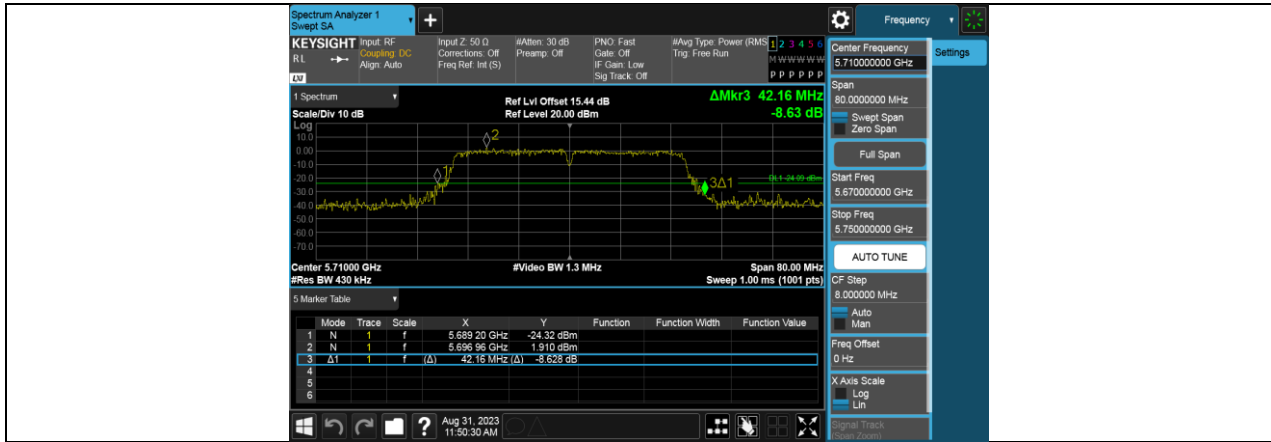 Spectrum Analyzer 1
Swept SA
+
Frequency
KEYSIGHT Input: RF Input Z: 50 Ω #Atten: 30 dB PNO: Fast #Avg Type: Power (RMS 1 2 3 4 5 6
RL Coupling: DC Corrections: Off Preamp: Off Gate: Off Trig: Free Run M W W W W W
Align: Auto Freq Ref: Int (S) IF Gain: Low
Sig Track: Off P P P P P P
LXI
1 Spectrum
Ref Lvl Offset 15.44 dB
ΔMkr3 42.16 MHz
Scale/Div 10 dB
Ref Level 20.00 dBm
-8.63 dB
Log
10.0
0.00
-10.0
-20.0
-30.0
-40.0
-50.0
-60.0
-70.0
1
2
3Δ1
DL1 -24.09 dBm
Center 5.71000 GHz #Video BW 1.3 MHz Span 80.00 MHz
#Res BW 430 kHz Sweep 1.00 ms (1001 pts)
5 Marker Table
Mode Trace Scale X Y Function Function Width Function Value
1 N 1 f 5.689 20 GHz -24.32 dBm
2 N 1 f 5.696 96 GHz 1.910 dBm
3 Δ1 1 f (Δ) 42.16 MHz (Δ) -8.628 dB
4
5
6
?
Aug 31, 2023
11:50:30 AM
Center Frequency
5.710000000 GHz
Settings
Span
80.0000000 MHz
Swept Span
Zero Span
Full Span
Start Freq
5.670000000 GHz
Stop Freq
5.750000000 GHz
AUTO TUNE
CF Step
8.000000 MHz
Auto
Man
Freq Offset
0 Hz
X Axis Scale
Log
Lin
Signal Track
(Span Zoom)